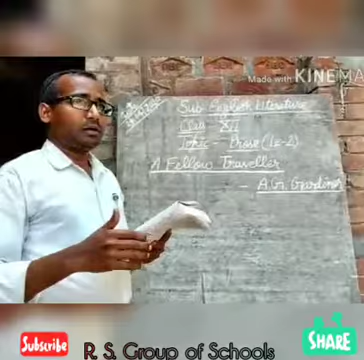 Made with KINEMA
Sub English Literature
Class - XII
Topic - Prose (Le-2)
A Fellow Traveller
- A.G. Gardiner
Subscribe
R. S. Group of Schools
SHARE